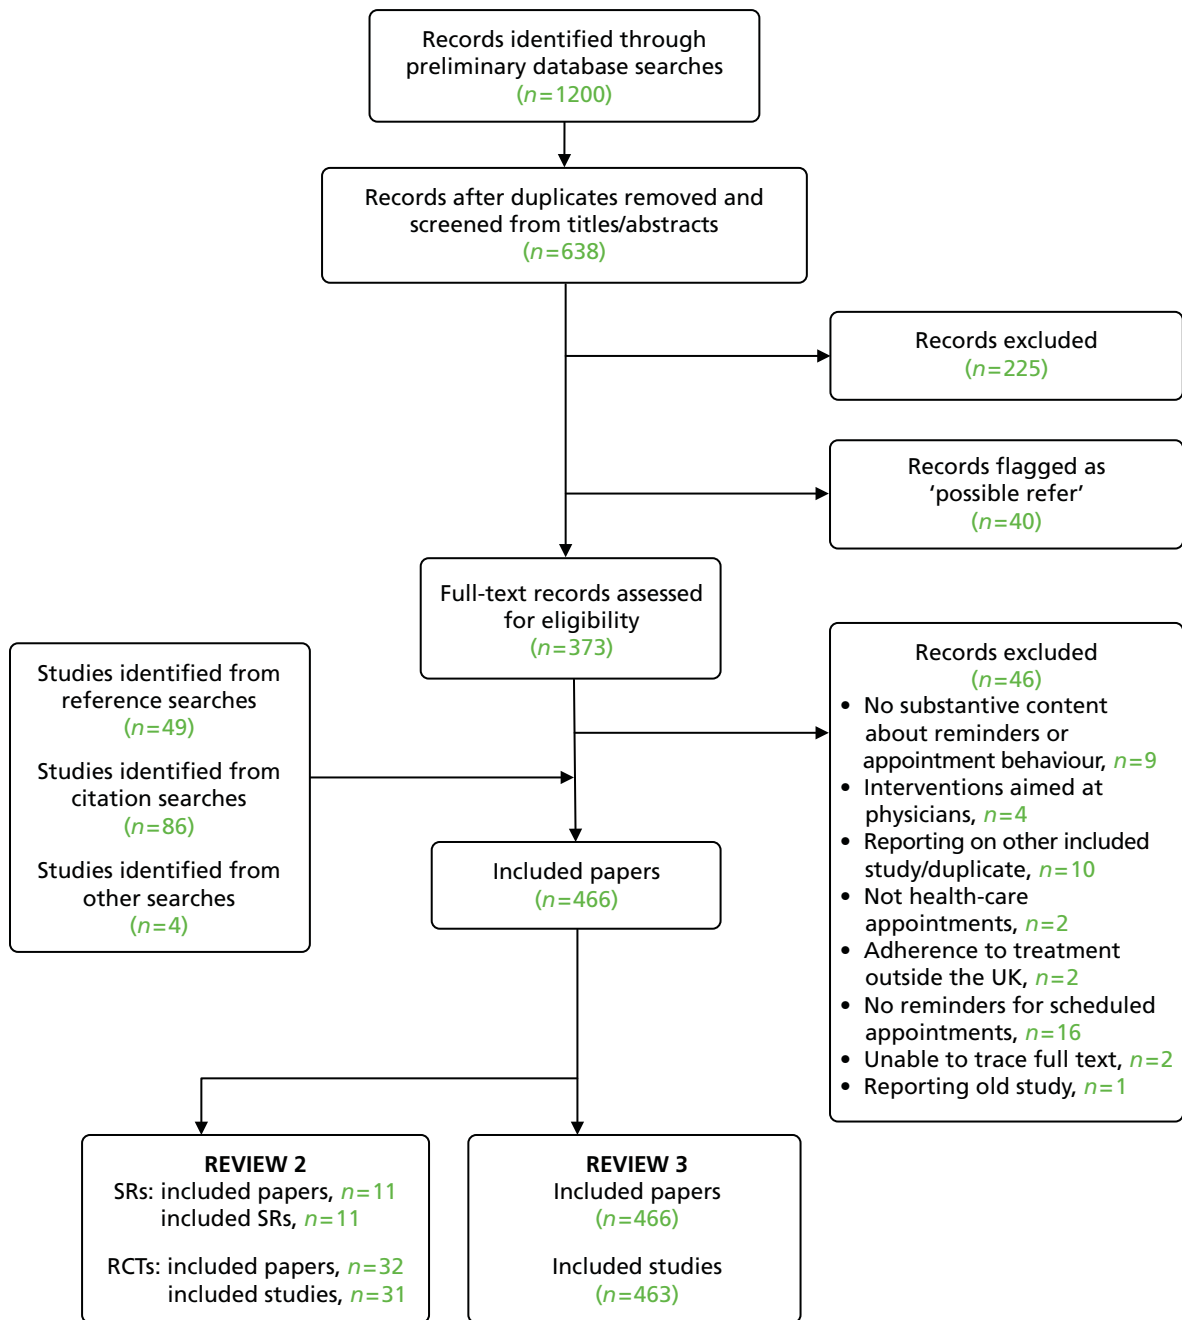 Records identified through
preliminary database searches
(n=1200)
Records after duplicates removed and
screened from titles/abstracts
(n=638)
Records excluded
(n=225)
Records flagged as
‘possible refer’
(n=40)
Full-text records assessed
for eligibility
(n=373)
Studies identified from
reference searches
(n=49)
Studies identified from
citation searches
(n=86)
Studies identified from
other searches
(n=4)
Records excluded
(n=46)
• No substantive content
about reminders or
appointment behaviour, n=9
• Interventions aimed at
physicians, n=4
• Reporting on other included
study/duplicate, n=10
• Not health-care
appointments, n=2
• Adherence to treatment
outside the UK, n=2
• No reminders for scheduled
appointments, n=16
• Unable to trace full text, n=2
• Reporting old study, n=1
Included papers
(n=466)
REVIEW 2
SRs: included papers, n=11
included SRs, n=11
RCTs: included papers, n=32
included studies, n=31
REVIEW 3
Included papers
(n=466)
Included studies
(n=463)